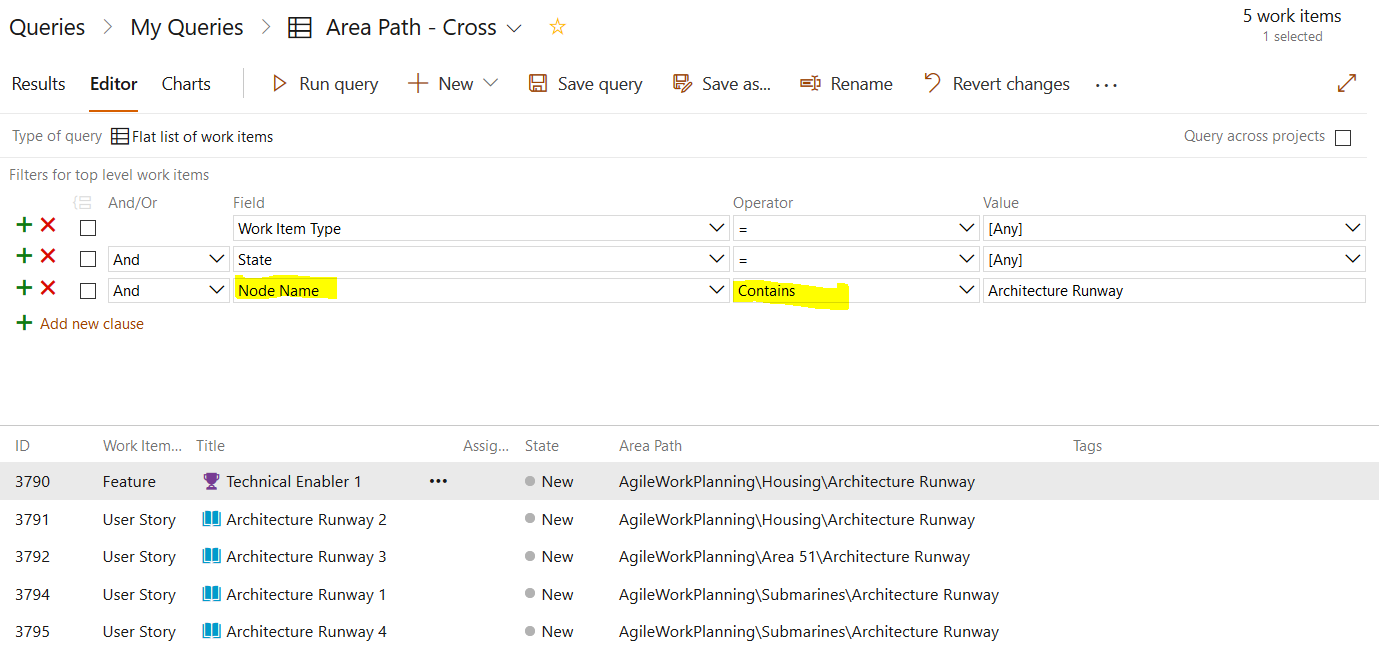 Queries > My Queries > Area Path - Cross
5 work items
1 selected
Results Editor Charts Run query New Save query Save as... Rename Revert changes ...
Type of query Flat list of work items Query across projects
Filters for top level work items
And/Or Field Operator Value
Work Item Type = [Any]
And State = [Any]
And Node Name Contains Architecture Runway
Add new clause
ID Work Item... Title Assig... State Area Path Tags
3790 Feature Technical Enabler 1 ... New AgileWorkPlanning\Housing\Architecture Runway
3791 User Story Architecture Runway 2 New AgileWorkPlanning\Housing\Architecture Runway
3792 User Story Architecture Runway 3 New AgileWorkPlanning\Area 51\Architecture Runway
3794 User Story Architecture Runway 1 New AgileWorkPlanning\Submarines\Architecture Runway
3795 User Story Architecture Runway 4 New AgileWorkPlanning\Submarines\Architecture Runway